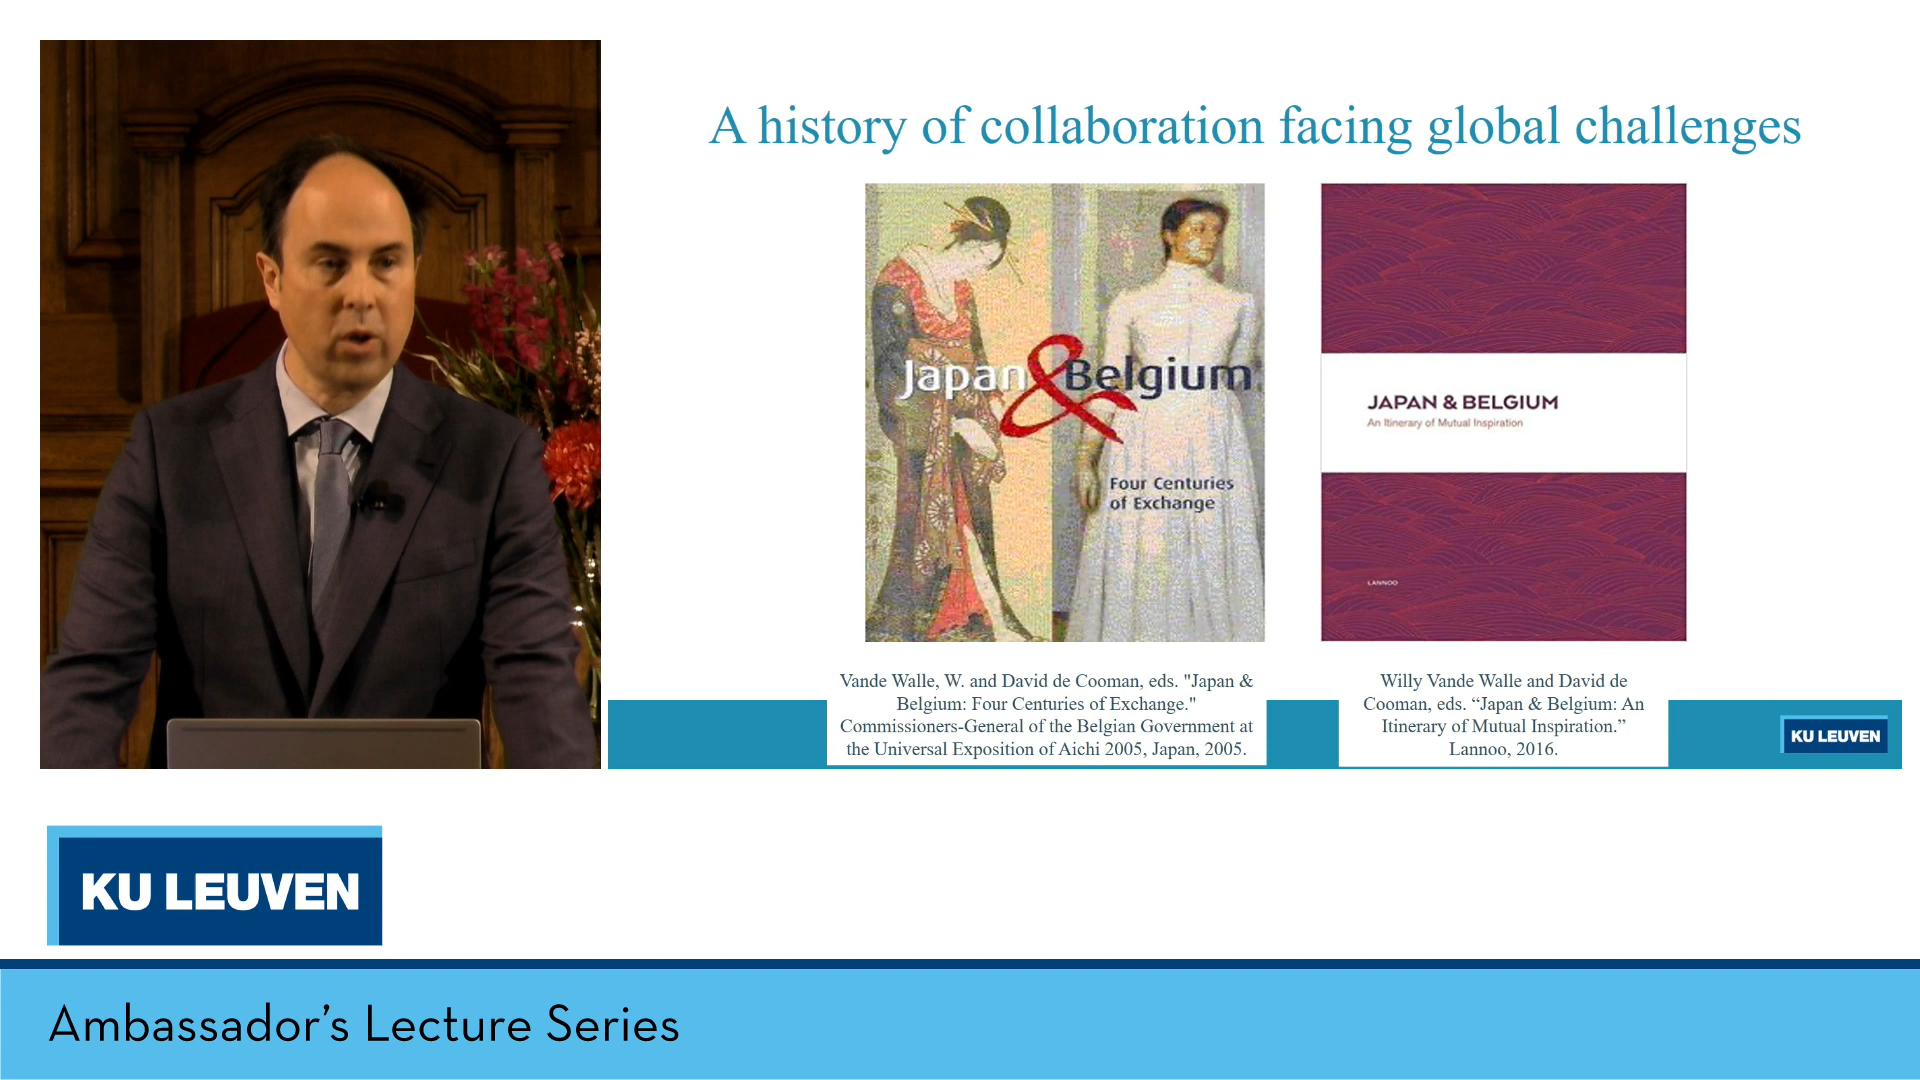 A history of collaboration facing global challenges
Japan & Belgium
Four Centuries
of Exchange
JAPAN & BELGIUM
An Itinerary of Mutual Inspiration
LANNOO
Vande Walle, W. and David de Cooman, eds. "Japan &
Belgium: Four Centuries of Exchange."
Commissioners-General of the Belgian Government at
the Universal Exposition of Aichi 2005, Japan, 2005.
Willy Vande Walle and David de
Cooman, eds. “Japan & Belgium: An
Itinerary of Mutual Inspiration.”
Lannoo, 2016.
KU LEUVEN
KU LEUVEN
Ambassador’s Lecture Series